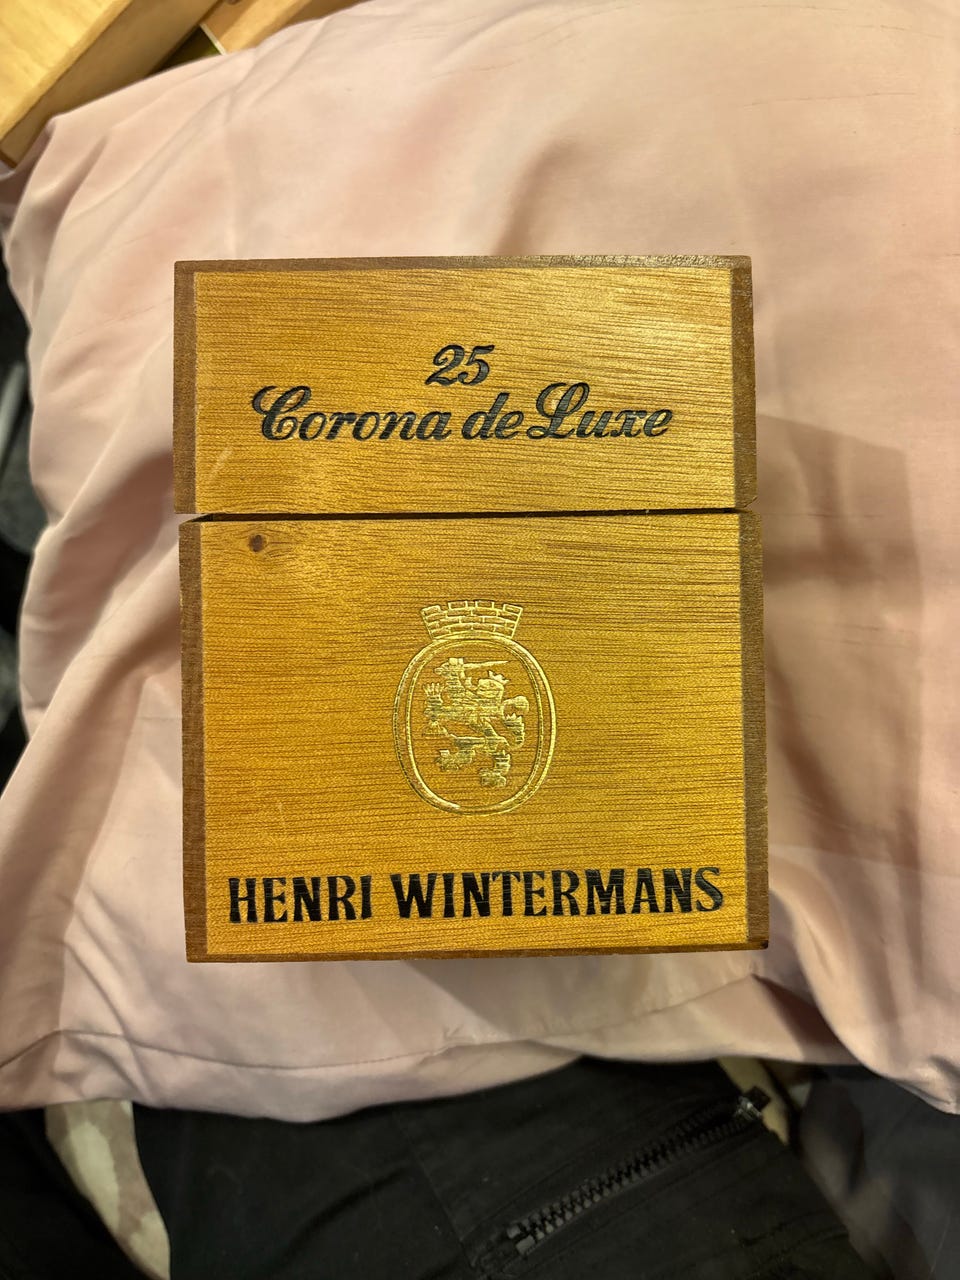 25
Corona de Luxe
HENRI WINTERMANS